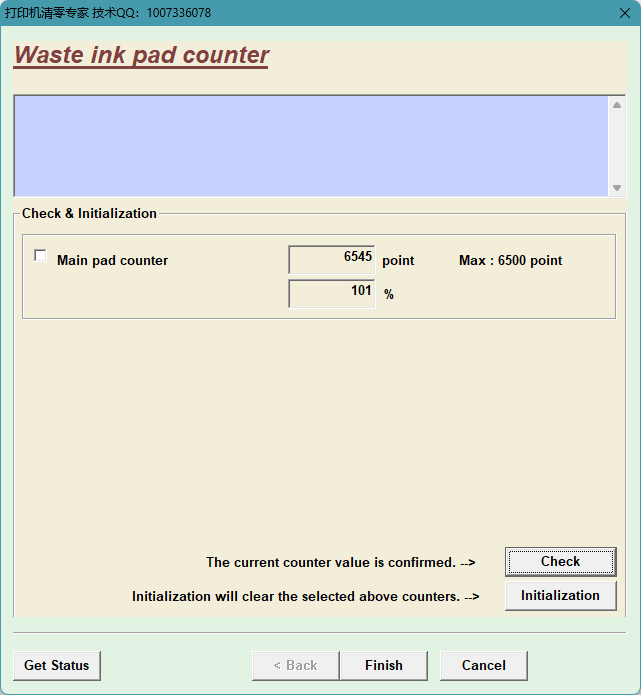 打印机清零专家 技术QQ：1007336078
Waste ink pad counter
Check & Initialization
Main pad counter 6545 point Max : 6500 point
101 %
The current counter value is confirmed. --> Check
Initialization will clear the selected above counters. --> Initialization
Get Status < Back Finish Cancel